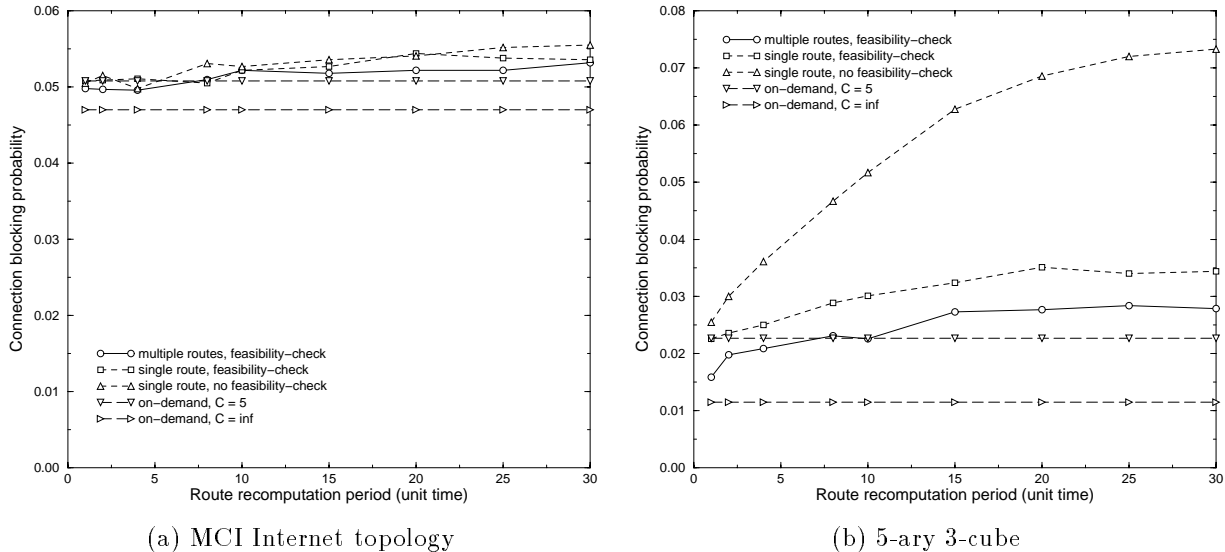 0.06
0.05
0.04
0.03
0.02
0.01
0.00
Connection blocking probability
multiple routes, feasibility-check
single route, feasibility-check
single route, no feasibility-check
on-demand, C = 5
on-demand, C = inf
0 5 10 15 20 25 30
Route recomputation period (unit time)
(a) MCI Internet topology
0.08
0.07
0.06
0.05
0.04
0.03
0.02
0.01
0.00
Connection blocking probability
multiple routes, feasibility-check
single route, feasibility-check
single route, no feasibility-check
on-demand, C = 5
on-demand, C = inf
0 5 10 15 20 25 30
Route recomputation period (unit time)
(b) 5-ary 3-cube